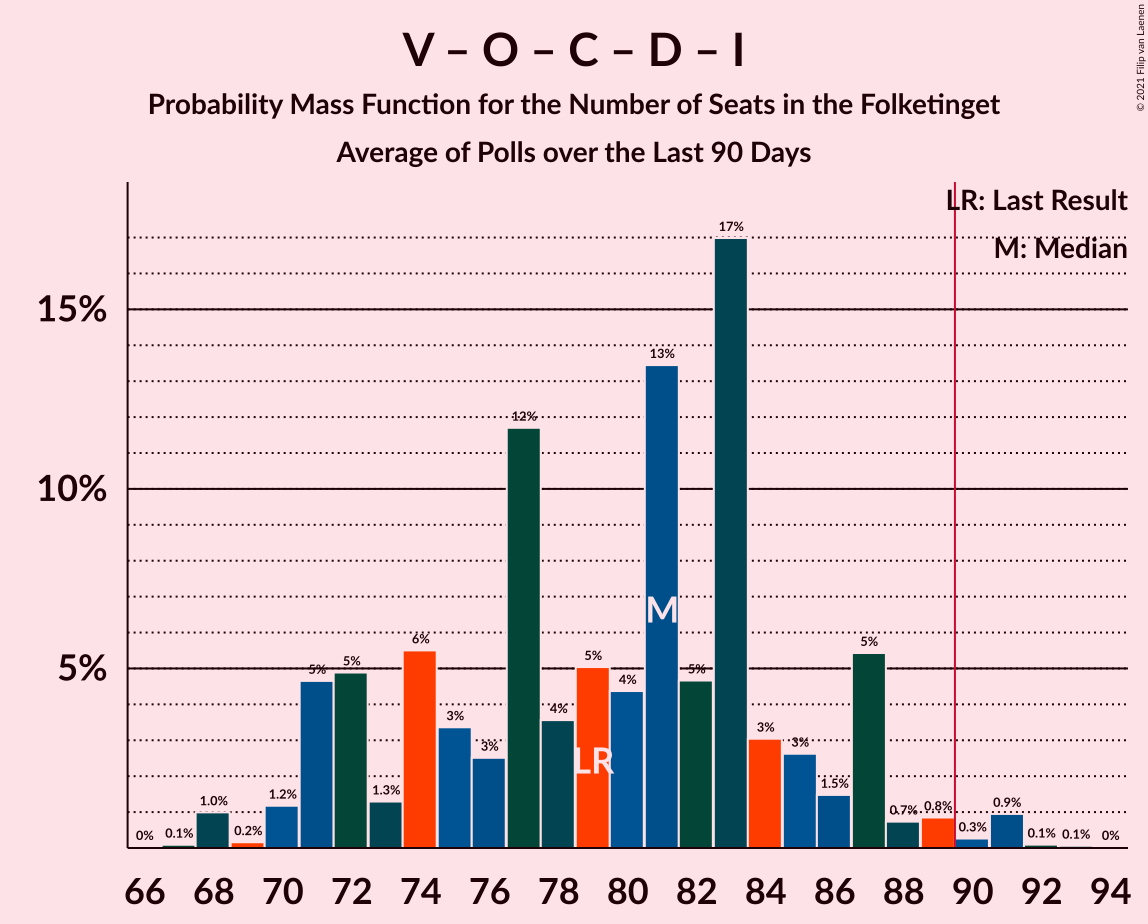 V – O – C – D – I
Probability Mass Function for the Number of Seats in the Folketinget
Average of Polls over the Last 90 Days
© 2021 Filip van Laenen
LR: Last Result
M: Median
15%
10%
5%
0% 0.1% 1.0% 0.2% 1.2% 5% 5% 1.3% 6% 3% 3% 12% 4% 5% 4% 13% 5% 17% 3% 3% 1.5% 5% 0.7% 0.8% 0.3% 0.9% 0.1% 0.1% 0%
M
LR
66 68 70 72 74 76 78 80 82 84 86 88 90 92 94